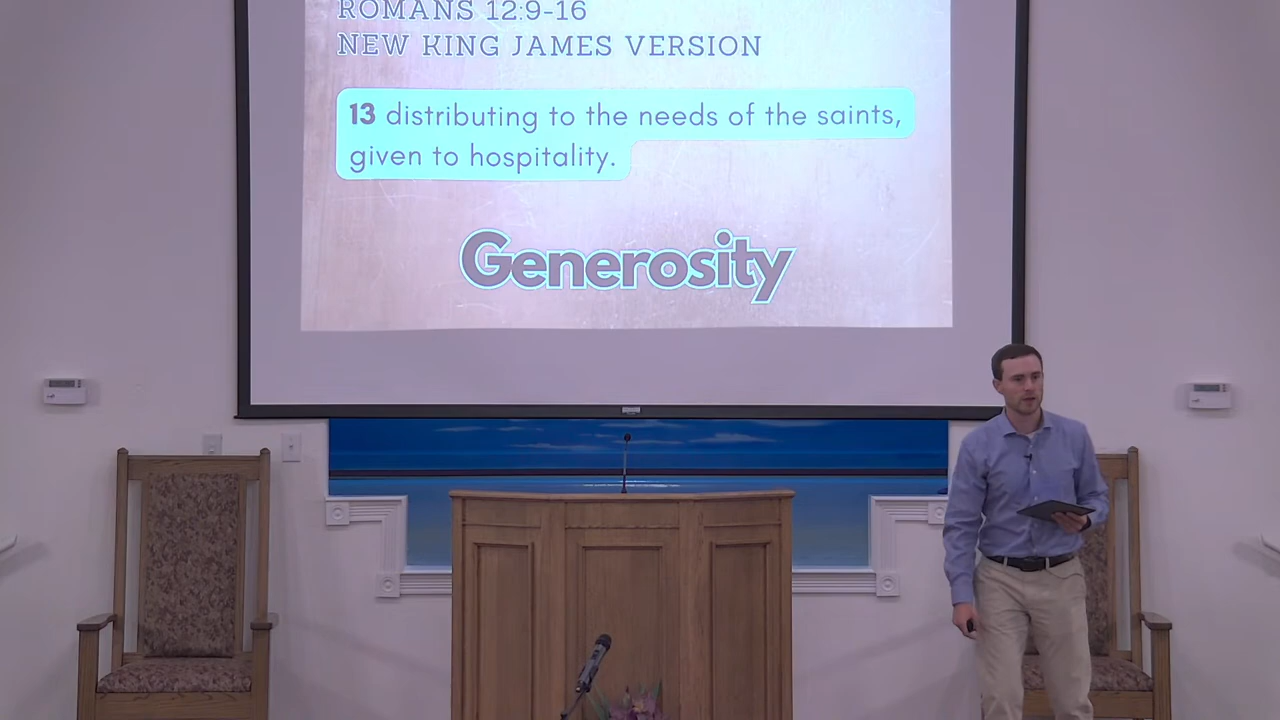 ROMANS 12:9-16
NEW KING JAMES VERSION
13 distributing to the needs of the saints,
given to hospitality.
Generosity